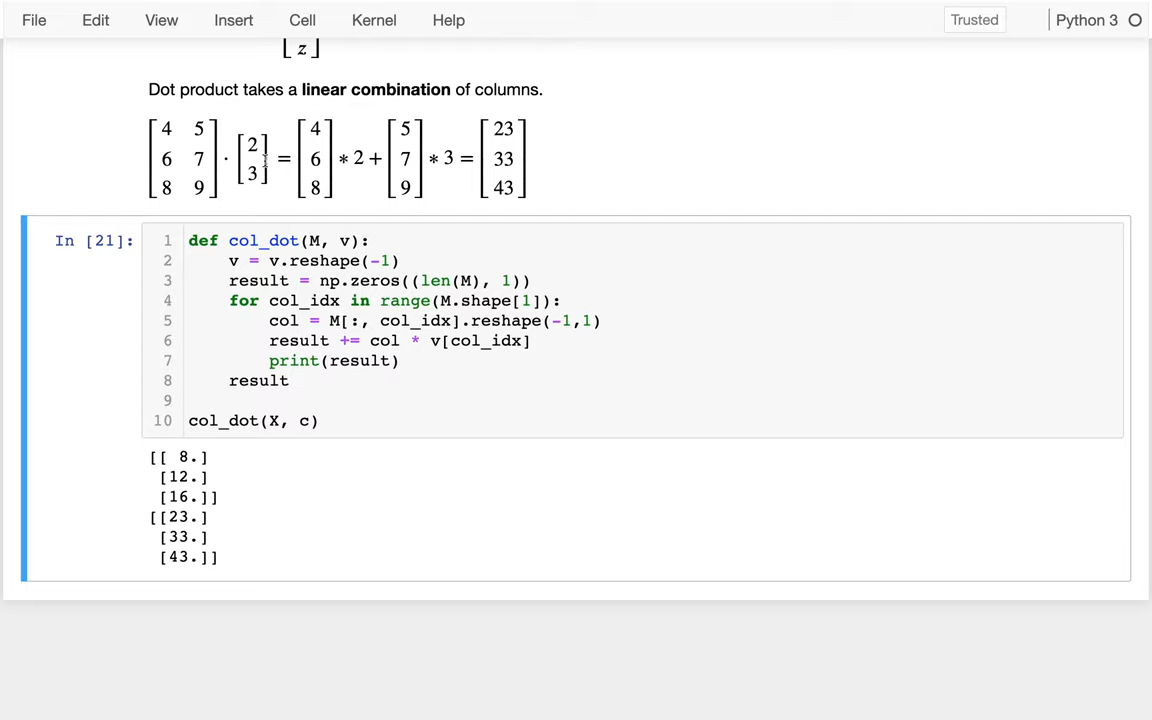 File Edit View Insert Cell Kernel Help Trusted Python 3
[ z ]
Dot product takes a linear combination of columns.
[4 5; 6 7; 8 9] · [2; 3] = [4; 6; 8] * 2 + [5; 7; 9] * 3 = [23; 33; 43]
In [21]:
1 def col_dot(M, v):
2     v = v.reshape(-1)
3     result = np.zeros((len(M), 1))
4     for col_idx in range(M.shape[1]):
5         col = M[:, col_idx].reshape(-1,1)
6         result += col * v[col_idx]
7         print(result)
8     result
9
10 col_dot(X, c)
[[ 8.]
 [12.]
 [16.]]
[[23.]
 [33.]
 [43.]]